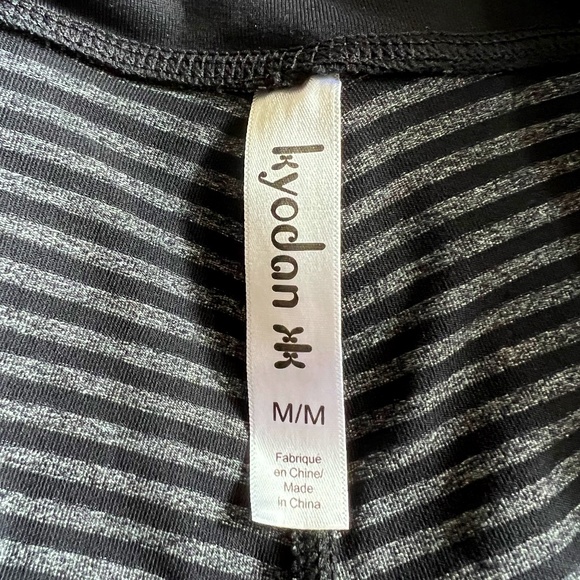 kyodan
M/M
Fabriqué
en Chine/
Made
in China